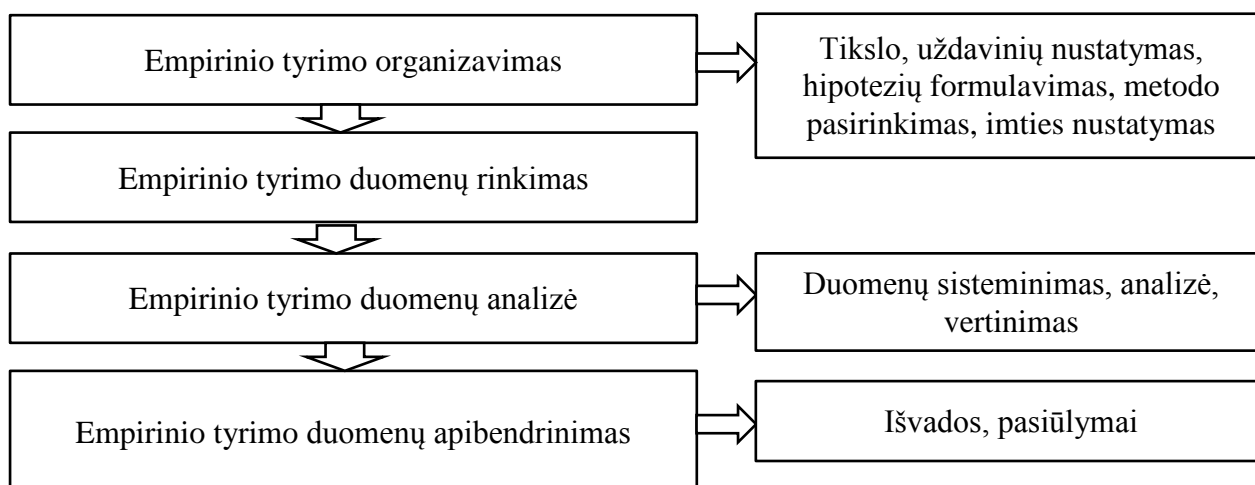 Empirinio tyrimo organizavimas
Tikslo, uždavinių nustatymas,
hipotezių formulavimas, metodo
pasirinkimas, imties nustatymas
Empirinio tyrimo duomenų rinkimas
Empirinio tyrimo duomenų analizė
Duomenų sisteminimas, analizė,
vertinimas
Empirinio tyrimo duomenų apibendrinimas
Išvados, pasiūlymai